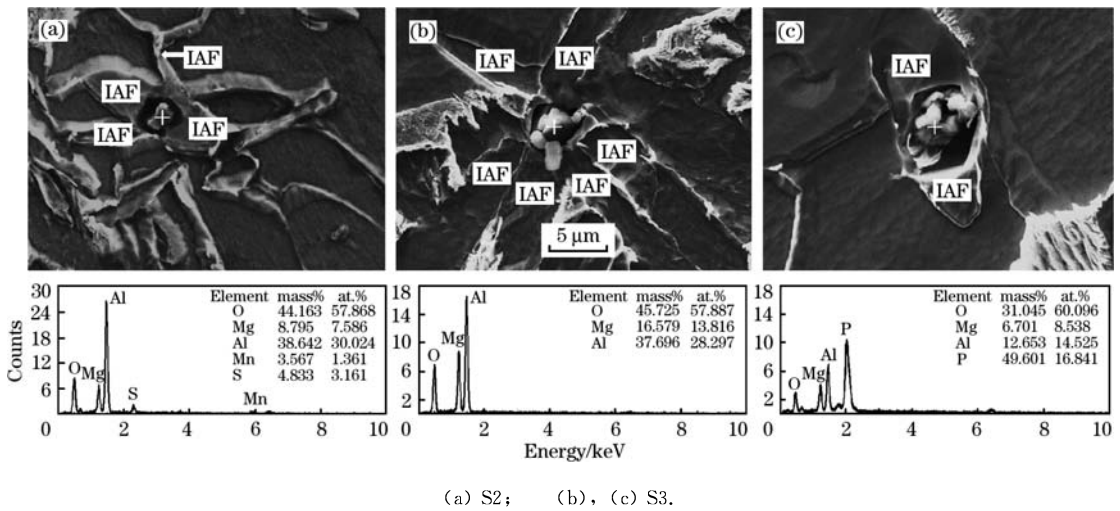 (a)
IAF
IAF
IAF
IAF
(b)
IAF
IAF
IAF
IAF
IAF
IAF
5 μm
(c)
IAF
IAF
Counts
30
24
18
12
6
0 2 4 6 8 10
O
Mg
Al
S
Mn
Element mass% at.%
O 44.163 57.868
Mg 8.795 7.586
Al 38.642 30.024
Mn 3.567 1.361
S 4.833 3.161
18
14
10
6
2
0 2 4 6 8 10
O
Mg
Al
Element mass% at.%
O 45.725 57.887
Mg 16.579 13.816
Al 37.696 28.297
18
14
10
6
2
0 2 4 6 8 10
O
Mg
Al
P
Element mass% at.%
O 31.045 60.096
Mg 6.701 8.538
Al 12.653 14.525
P 49.601 16.841
Energy/keV
(a) S2; (b), (c) S3.